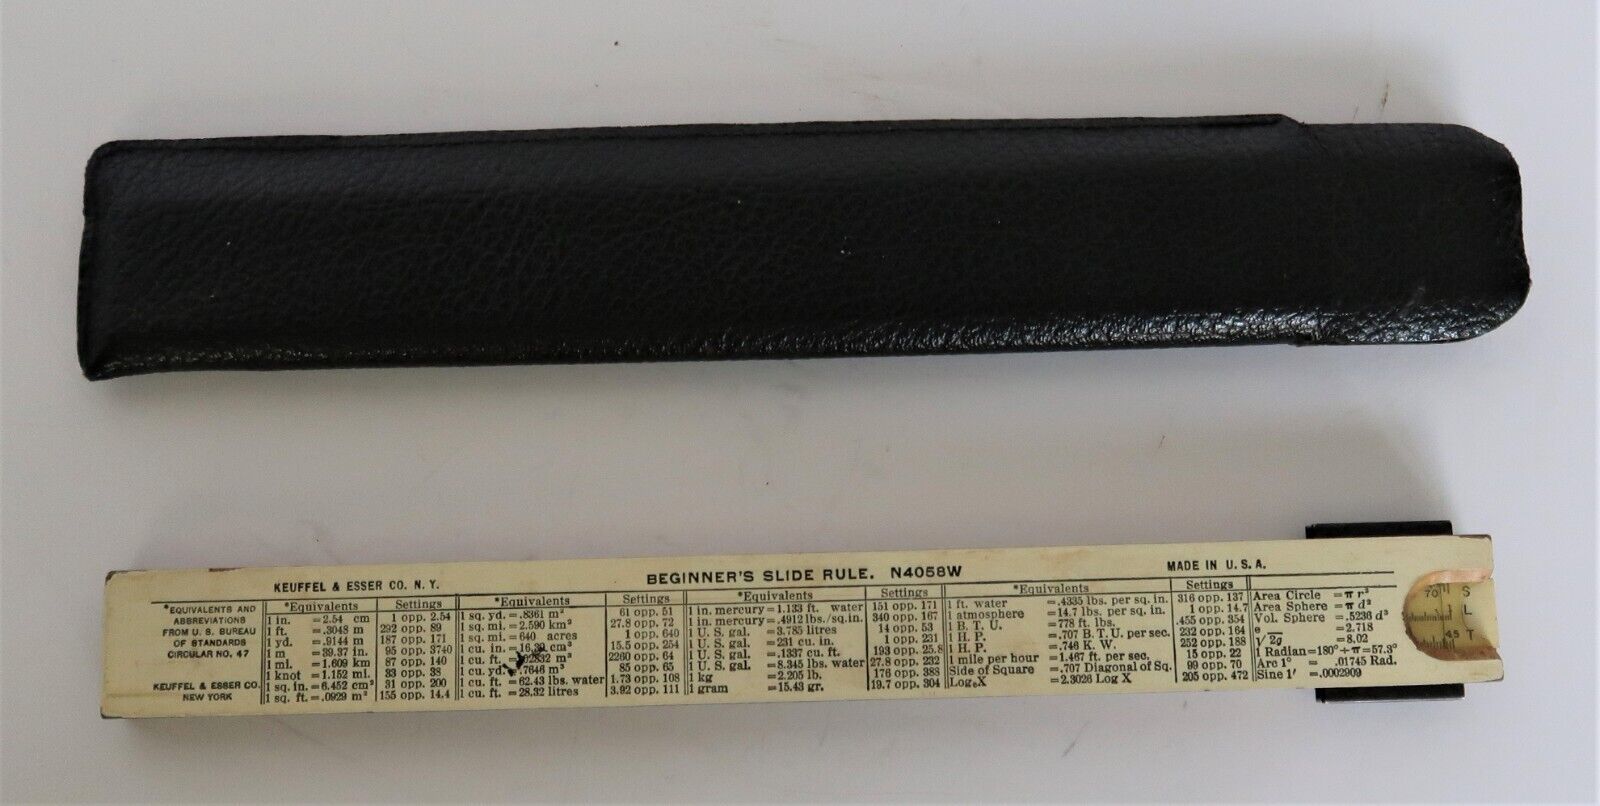 KEUFFEL & ESSER CO. N. Y.
BEGINNER'S SLIDE RULE. N4058W
MADE IN U. S. A.
*EQUIVALENTS AND
ABBREVIATIONS
FROM U. S. BUREAU
OF STANDARDS
CIRCULAR NO. 47
KEUFFEL & ESSER CO.
NEW YORK
*Equivalents Settings
1 in. =2.54 cm 1 opp. 2.54
1 ft. =.3048 m 292 opp. 89
1 yd. =.9144 m 187 opp. 171
1 m =39.37 in. 95 opp. 3740
1 mi. =1.609 km 87 opp. 140
1 knot =1.152 mi. 33 opp. 38
1 sq. in.=6.452 cm² 31 opp. 200
1 sq. ft.=.0929 m² 155 opp. 14.4
*Equivalents Settings
1 sq. yd. =.8361 m² 61 opp. 51
1 sq. mi. =2.590 km² 27.8 opp. 72
1 sq. mi. =640 acres 1 opp. 640
1 cu. in. =16.39 cm³ 15.5 opp. 254
1 cu. ft. 2832 m³ 2260 opp. 64
1 cu. yd. .7646 m³ 85 opp. 65
1 cu. ft. =62.43 lbs. water 1.73 opp. 108
1 cu. ft. =28.32 litres 3.92 opp. 111
*Equivalents Settings
1 in. mercury=1.133 ft. water 151 opp. 171
1 in. mercury=.4912 lbs./sq.in. 340 opp. 167
1 U. S. gal. =3.785 litres 14 opp. 53
1 U. S. gal. =231 cu. in. 1 opp. 231
1 U. S. gal. =.1337 cu. ft. 193 opp. 25.8
1 U. S. gal. =8.345 lbs. water 27.8 opp. 232
1 kg =2.205 lb. 176 opp. 388
1 gram =15.43 gr. 19.7 opp. 304
*Equivalents Settings
1 ft. water =.4335 lbs. per sq. in. 316 opp. 137
1 atmosphere =14.7 lbs. per sq. in. 1 opp. 14.7
1 B. T. U. =778 ft. lbs. .455 opp. 354
1 H. P. =.707 B. T. U. per sec. 232 opp. 164
1 H. P. =.746 K. W. 252 opp. 188
1 mile per hour =1.467 ft. per sec. 15 opp. 22
Side of Square =.707 Diagonal of Sq. 99 opp. 70
LogeX =2.3026 Log X 205 opp. 472
Area Circle =π r²
Area Sphere =π d²
Vol. Sphere =.5236 d³
e =2.718
√2g =8.02
1 Radian=180°÷π=57.3°
Arc 1° =.01745 Rad.
Sine 1′ =.0002909
70 S
L
45 T